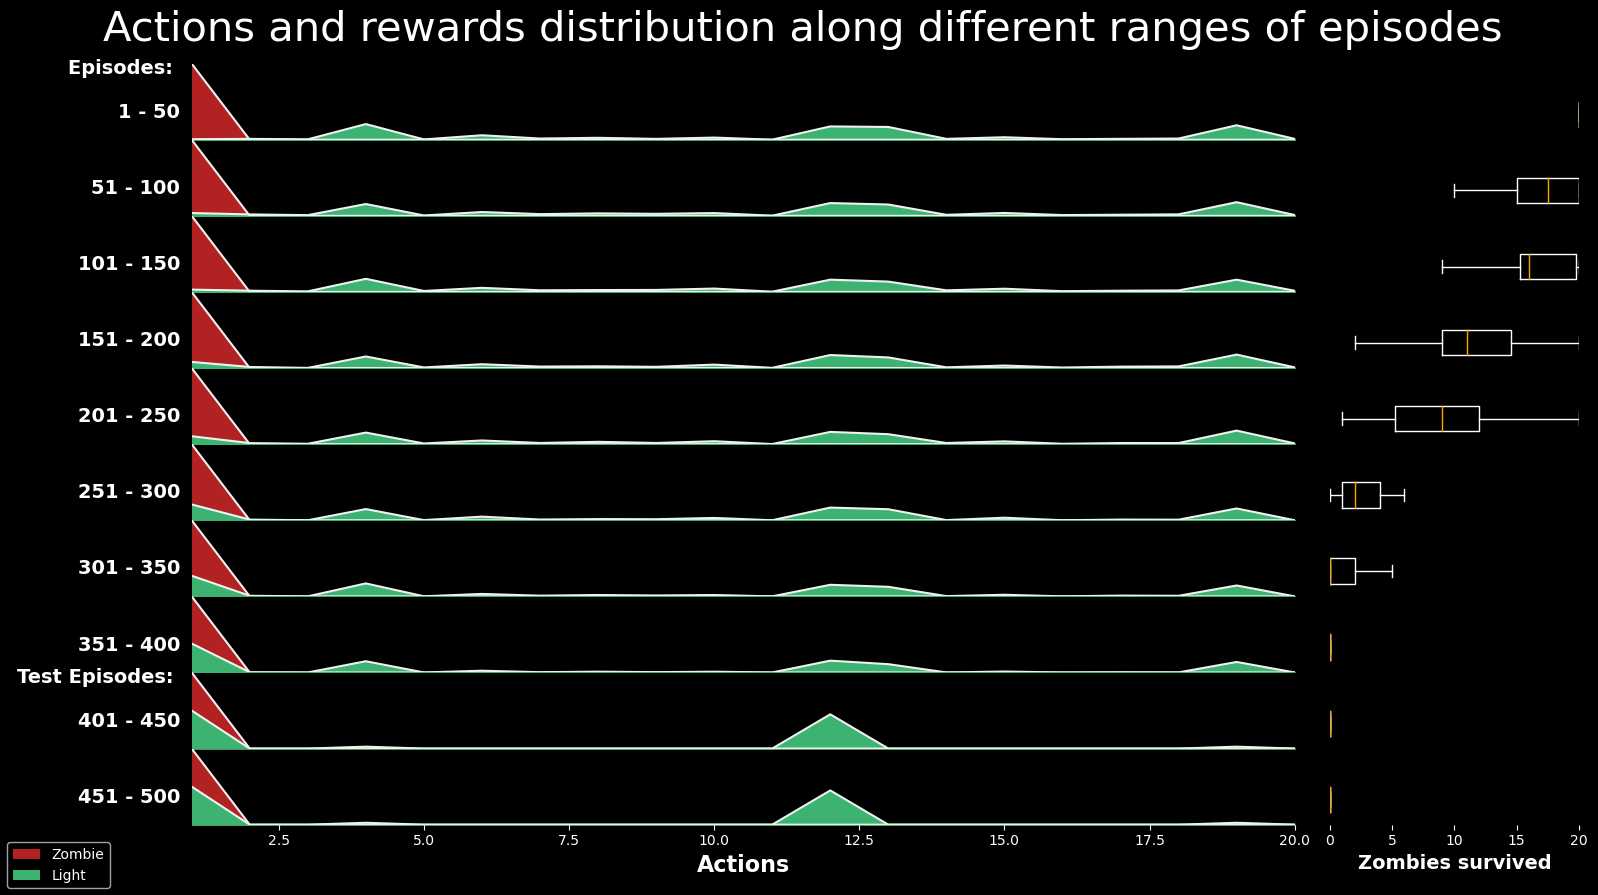 Actions and rewards distribution along different ranges of episodes
Episodes:
1 - 50
51 - 100
101 - 150
151 - 200
201 - 250
251 - 300
301 - 350
351 - 400
Test Episodes:
401 - 450
451 - 500
2.5 5.0 7.5 10.0 12.5 15.0 17.5 20.0 0 5 10 15 20
Actions Zombies survived
Zombie
Light